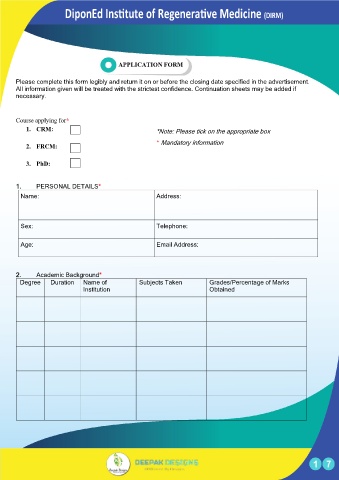 DiponEd Institute of Regenerative Medicine (DIRM)
APPLICATION FORM
Please complete this form legibly and return it on or before the closing date specified in the advertisement.
All information given will be treated with the strictest confidence. Continuation sheets may be added if
necessary.
Course applying for*
1. CRM:
*Note: Please tick on the appropriate box
* Mandatory information
2. FRCM:
3. PhD:
1. PERSONAL DETAILS*
Name: Address:
Sex: Telephone:
Age: Email Address:
2. Academic Background*
Degree Duration Name of Institution Subjects Taken Grades/Percentage of Marks Obtained
DEEPAK DESIGNS
1 7